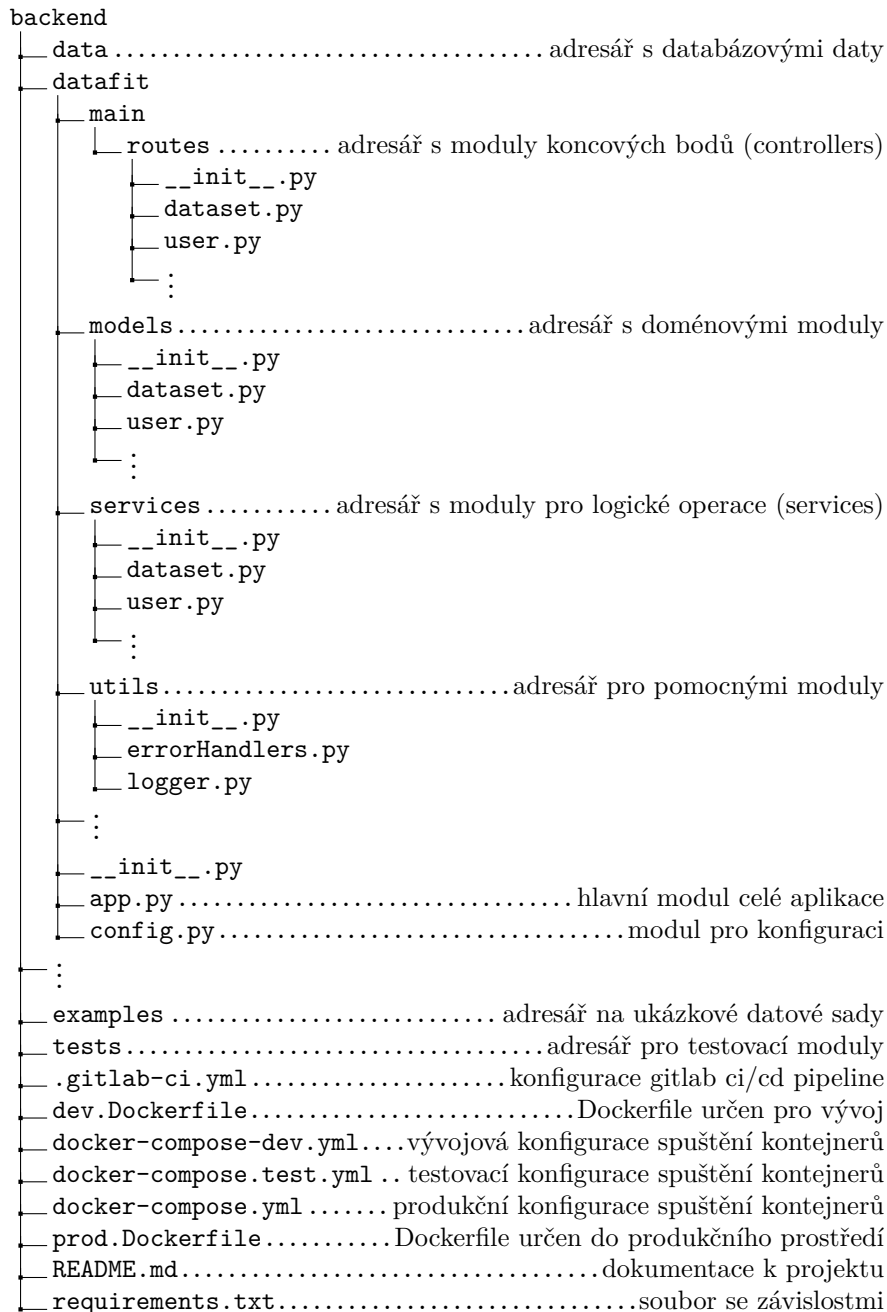 backend
data ........................................ adresář s databázovými daty
datafit
main
routes .......... adresář s moduly koncových bodů (controllers)
__init__.py
dataset.py
user.py
⋮
models.............................. adresář s doménovými moduly
__init__.py
dataset.py
user.py
⋮
services ........... adresář s moduly pro logické operace (services)
__init__.py
dataset.py
user.py
⋮
utils................................ adresář pro pomocnými moduly
__init__.py
errorHandlers.py
logger.py
⋮
__init__.py
app.py .................................... hlavní modul celé aplikace
config.py..................................... modul pro konfiguraci
⋮
examples .............................. adresář na ukázkové datové sady
tests....................................... adresář pro testovací moduly
.gitlab-ci.yml....................... konfigurace gitlab ci/cd pipeline
dev.Dockerfile.............................. Dockerfile určen pro vývoj
docker-compose-dev.yml.... vývojová konfigurace spuštění kontejnerů
docker-compose.test.yml .. testovací konfigurace spuštění kontejnerů
docker-compose.yml ....... produkční konfigurace spuštění kontejnerů
prod.Dockerfile........... Dockerfile určen do produkčního prostředí
README.md....................................... dokumentace k projektu
requirements.txt................................. soubor se závislostmi